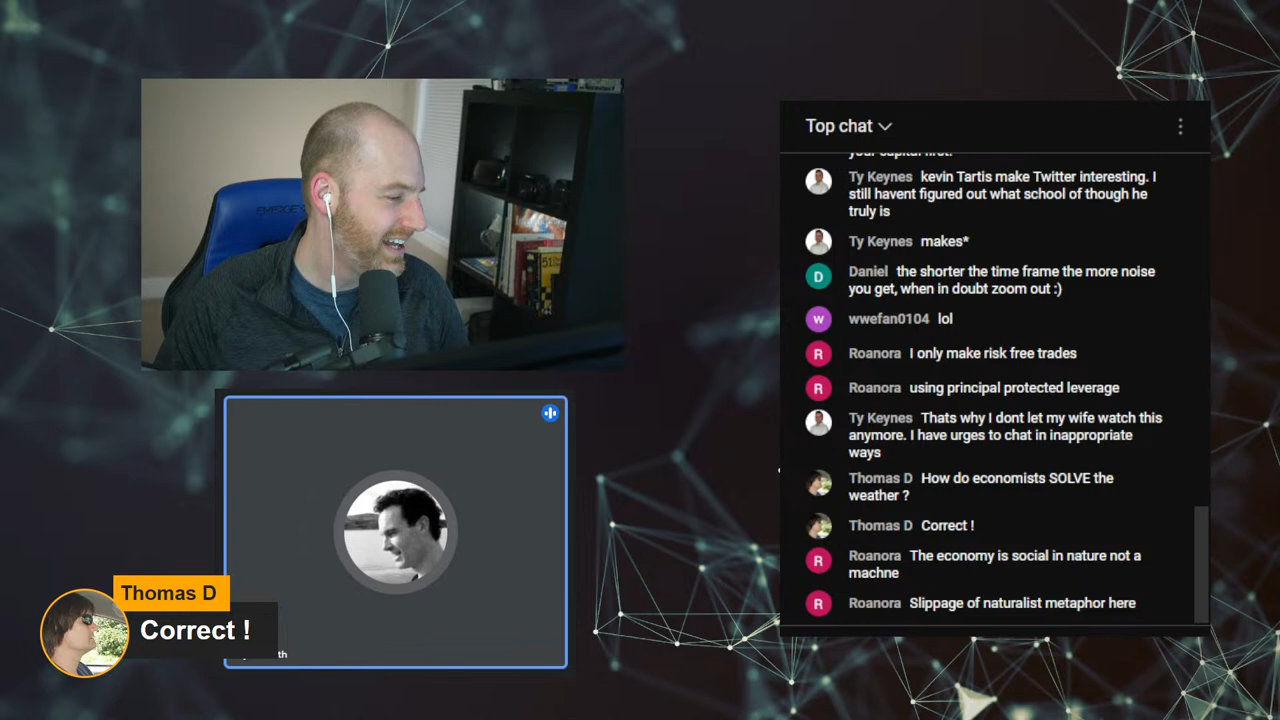 Top chat
your capital first.
Ty Keynes kevin Tartis make Twitter interesting. I
still havent figured out what school of though he
truly is
Ty Keynes makes*
D Daniel the shorter the time frame the more noise
you get, when in doubt zoom out :)
w wwefan0104 lol
R Roanora I only make risk free trades
R Roanora using principal protected leverage
Ty Keynes Thats why I dont let my wife watch this
anymore. I have urges to chat in inappropriate
ways
Thomas D How do economists SOLVE the
weather ?
Thomas D Correct !
R Roanora The economy is social in nature not a
machne
R Roanora Slippage of naturalist metaphor here
51
Thomas D
Correct !
th